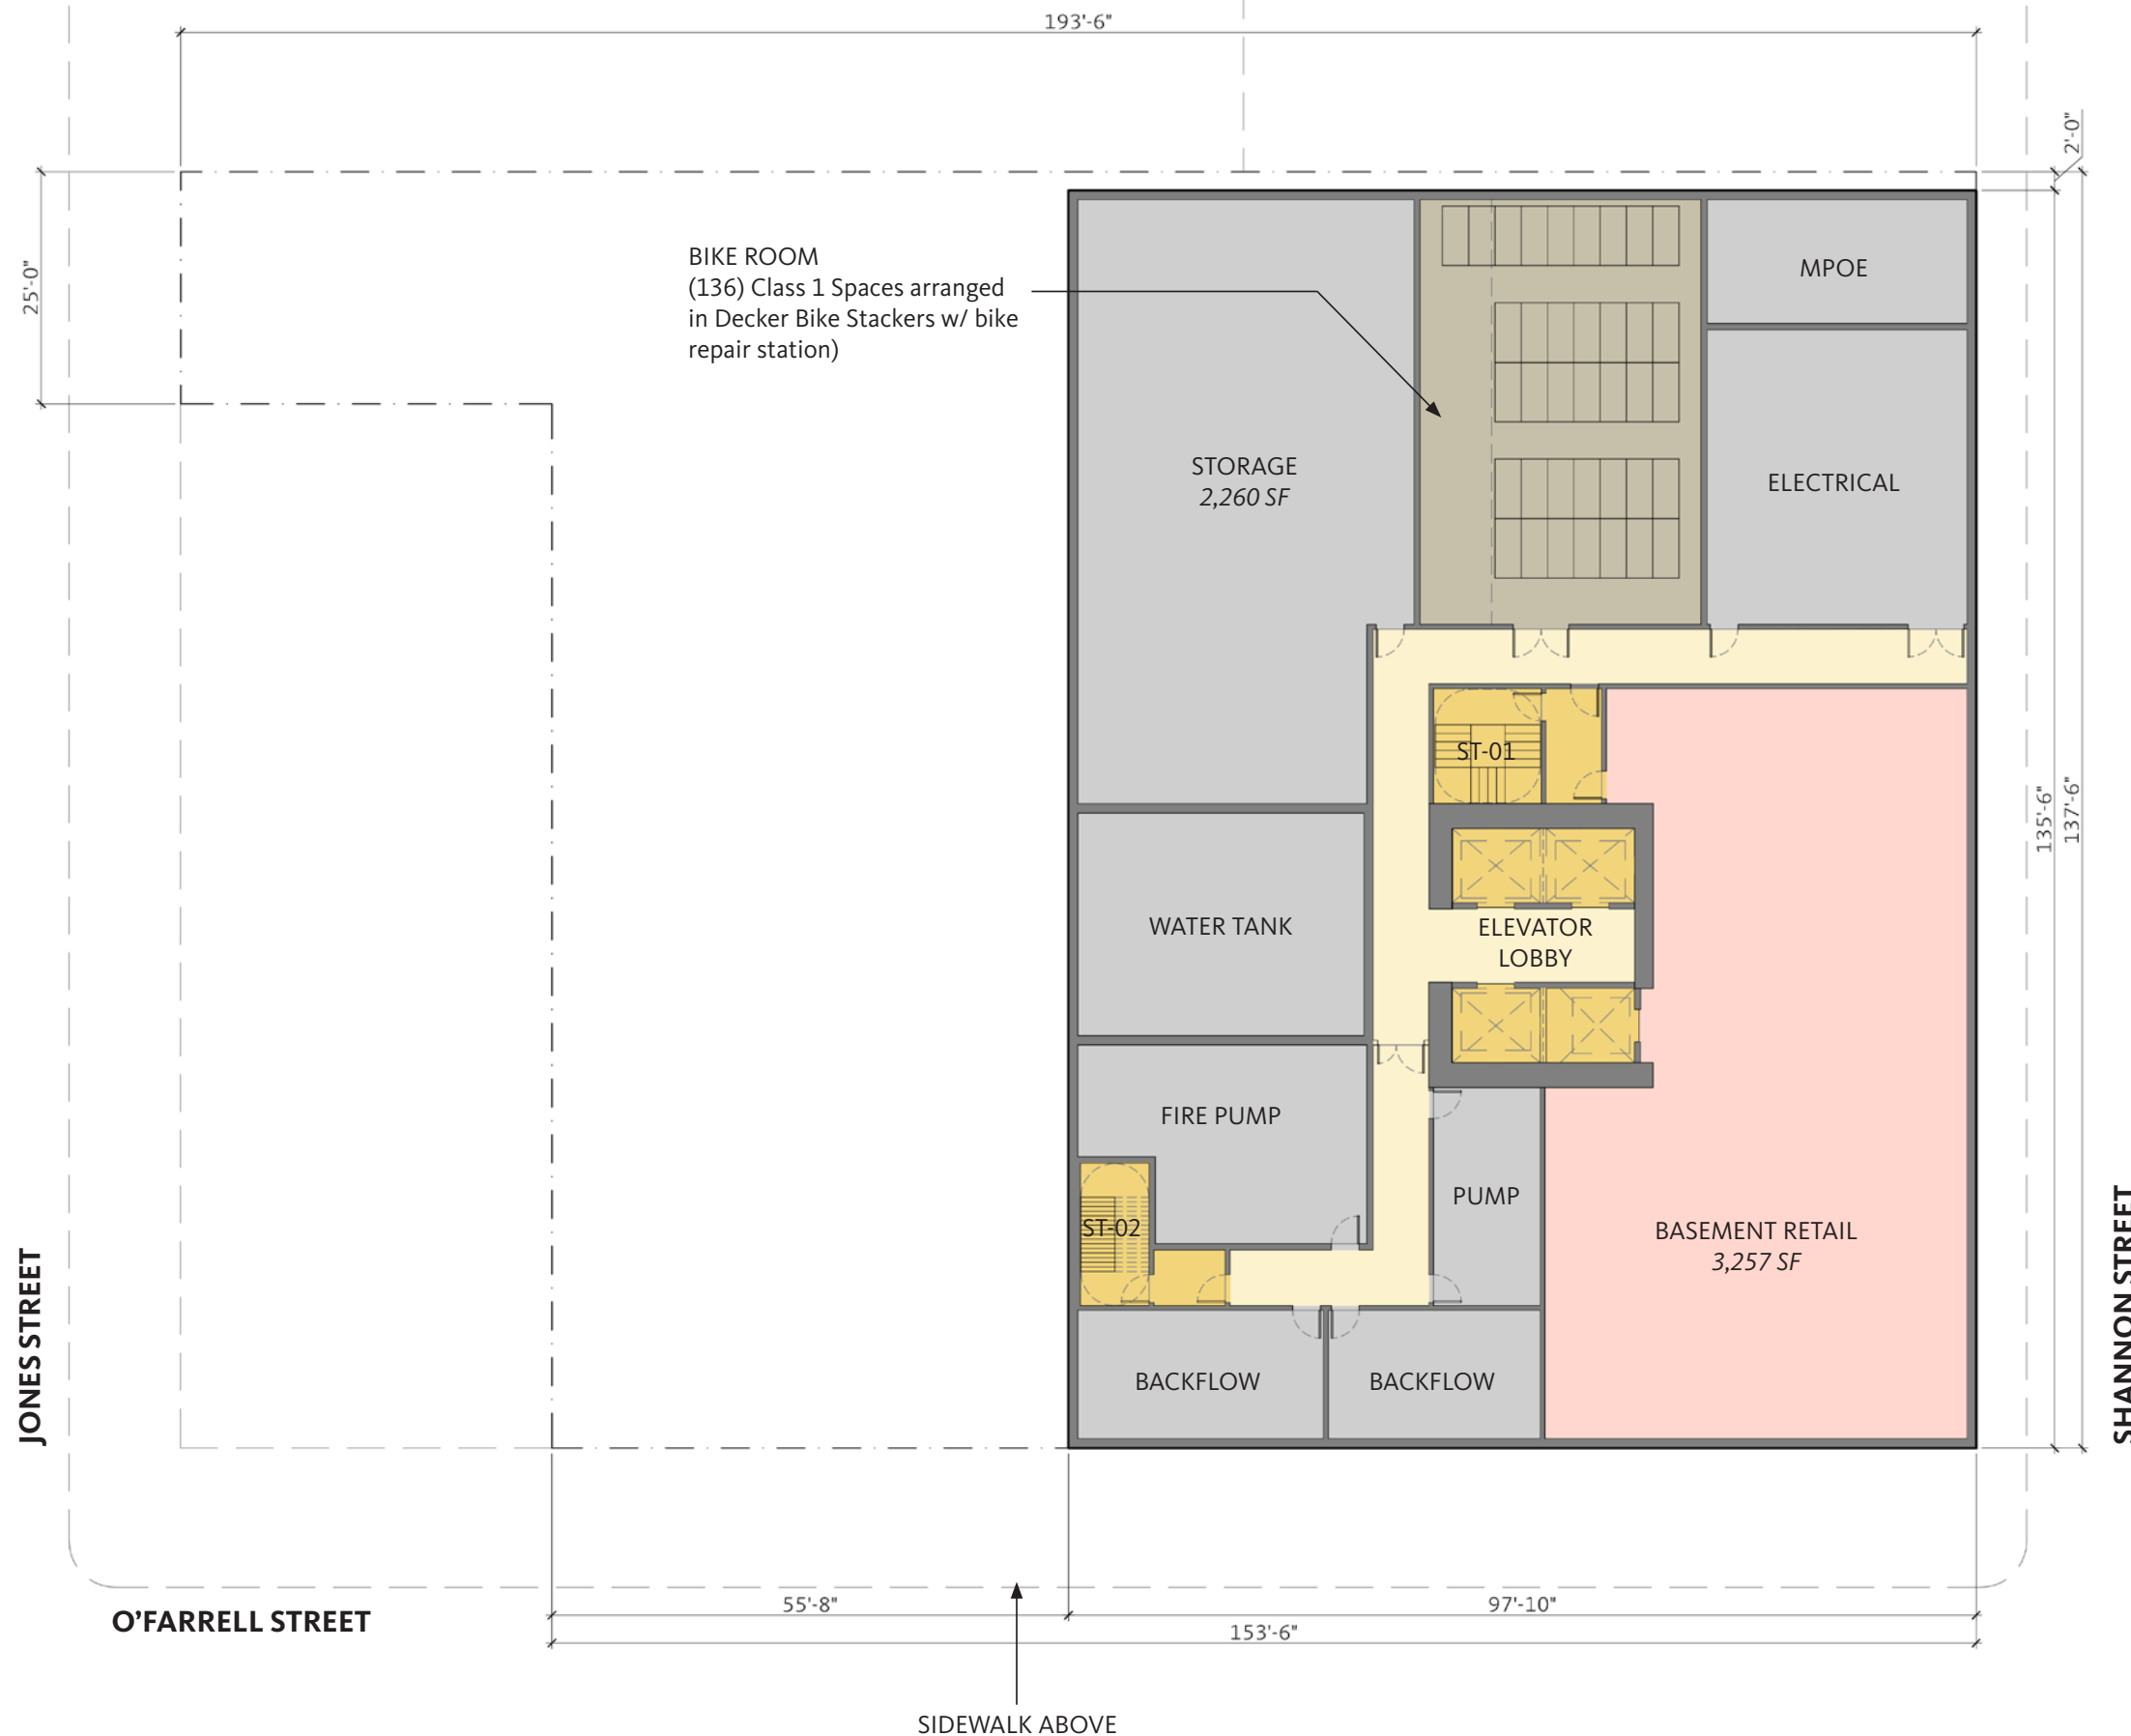 193'-6"
2'-0"
25'-0"
BIKE ROOM
(136) Class 1 Spaces arranged
in Decker Bike Stackers w/ bike
repair station)
MPOE
STORAGE
2,260 SF
ELECTRICAL
ST-01
135'-6"
137'-6"
WATER TANK
ELEVATOR
LOBBY
FIRE PUMP
PUMP
ST-02
BASEMENT RETAIL
3,257 SF
JONES STREET
SHANNON STREET
BACKFLOW
BACKFLOW
O'FARRELL STREET
55'-8"
97'-10"
153'-6"
SIDEWALK ABOVE